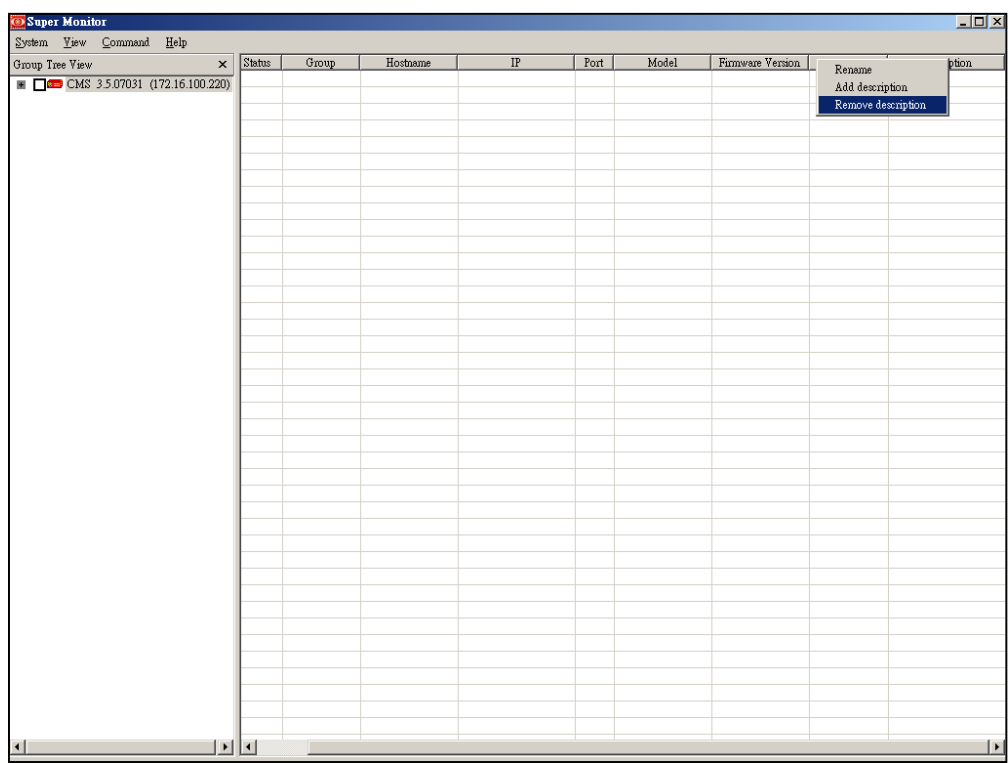 Super Monitor
System View Command Help
Group Tree View
CMS 3.5.07031 (172.16.100.220)
Status Group Hostname IP Port Model Firmware Version
Rename
Add description
Remove description